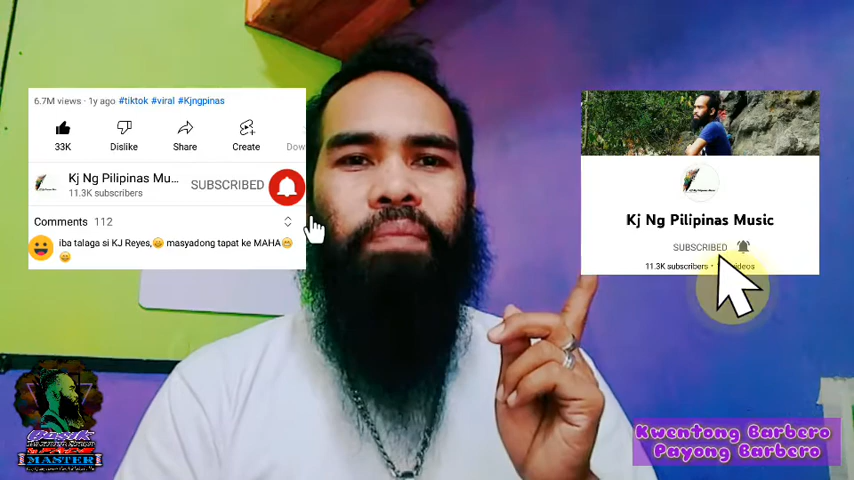 6.7M views · 1y ago #tiktok #viral #Kjngpinas
33K
Dislike
Share
Create
Dow
Kj Ng Pilipinas Mu...
11.3K subscribers
SUBSCRIBED
Comments 112
iba talaga si KJ Reyes, masyadong tapat ke MAHA
Kj Ng Pilipinas Music
SUBSCRIBED
11.3K subscribers •
MASTER
Kwentong Barbero
Payong Barbero